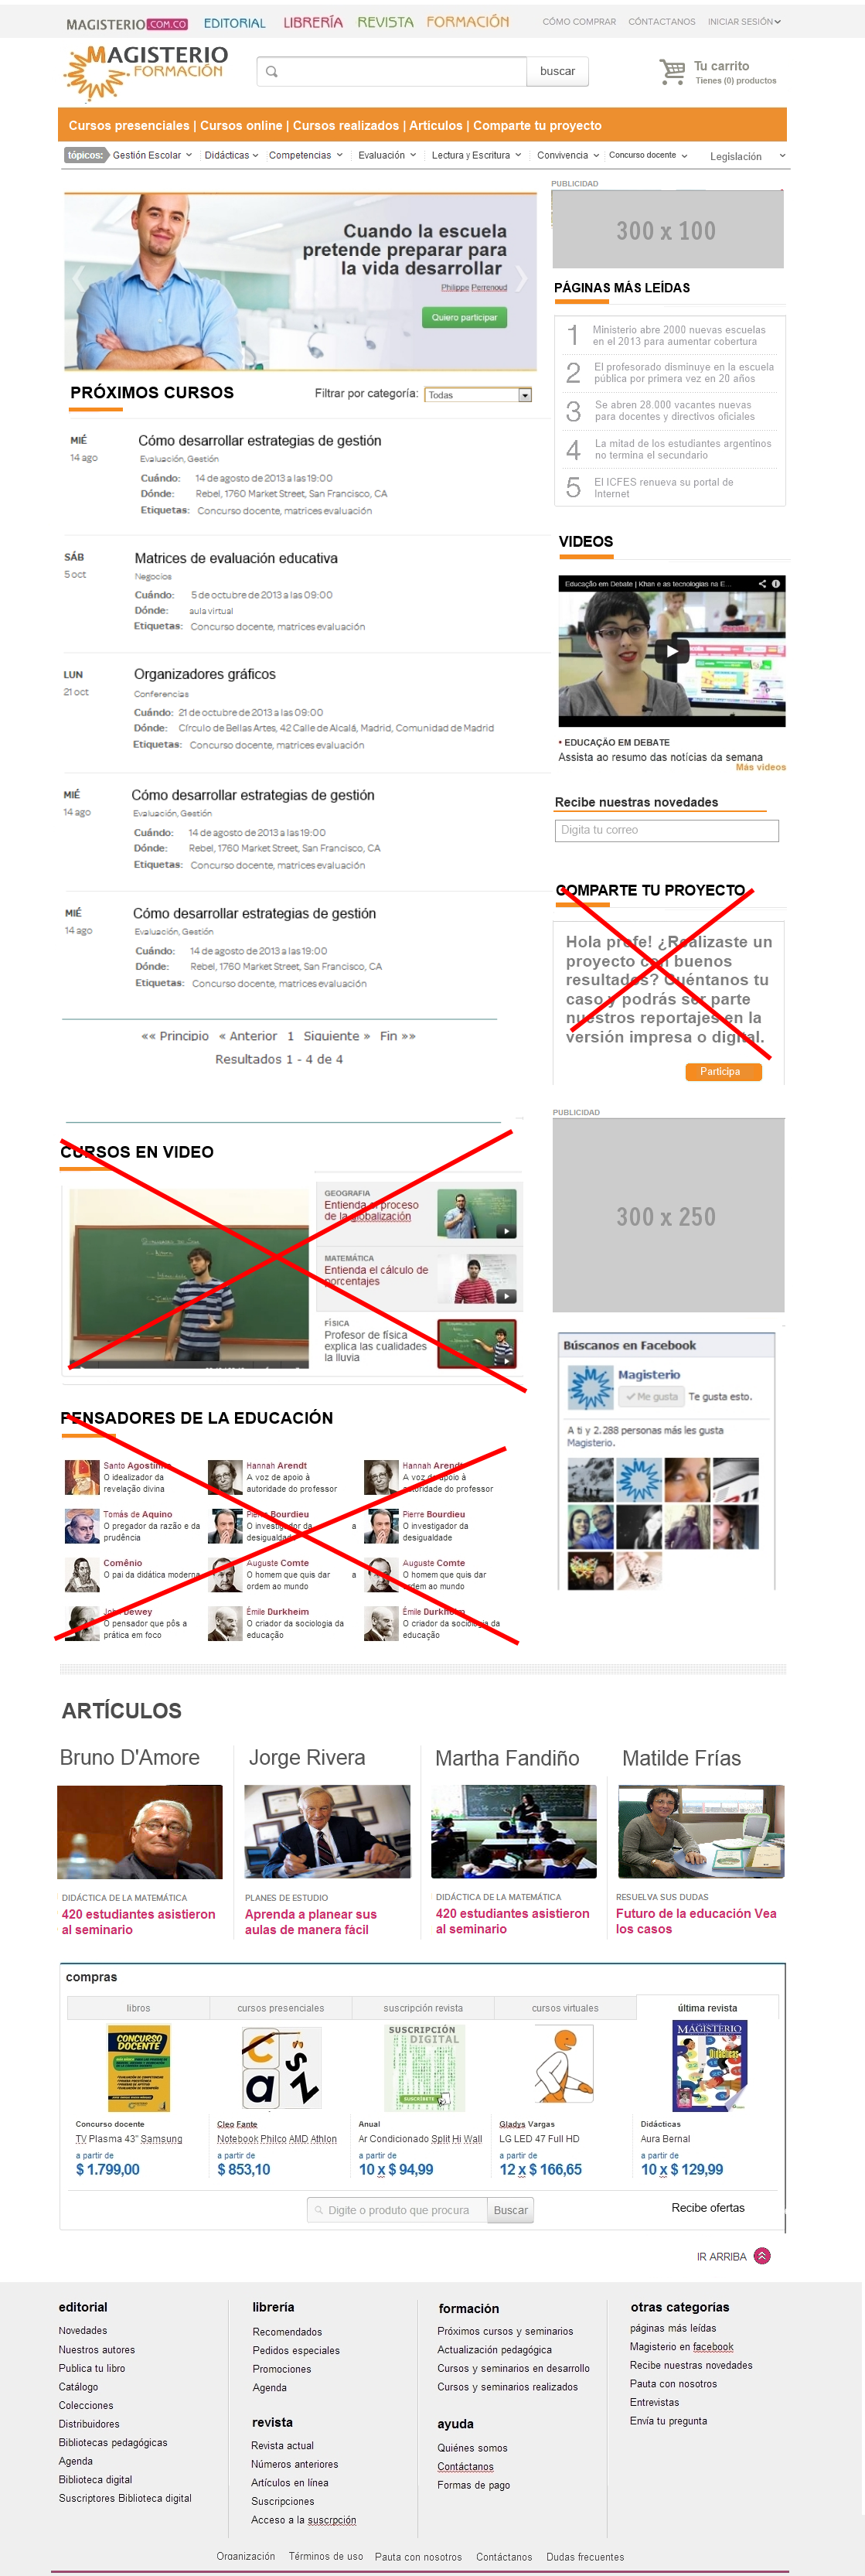 MAGISTERIO.COM.CO EDITORIAL LIBRERÍA REVISTA FORMACIÓN CÓMO COMPRAR CÓNTACTANOS INICIAR SESIÓN
MAGISTERIO
FORMACIÓN
buscar
Tu carrito
Tienes (0) productos
Cursos presenciales | Cursos online | Cursos realizados | Articulos | Comparte tu proyecto
tópicos: Gestión Escolar Didácticas Competencias Evaluación Lectura y Escritura Convivencia Concurso docente Legislación
Cuando la escuela
pretende preparar para
la vida desarrollar
Philippe Perrenoud
Quiero participar
PRÓXIMOS CURSOS
Filtrar por categoría: Todas
MIÉ
14 ago
Cómo desarrollar estrategias de gestión
Evaluación, Gestión
Cuándo: 14 de agosto de 2013 a las 19:00
Dónde: Rebel, 1760 Market Street, San Francisco, CA
Etiquetas: Concurso docente, matrices evaluación
SÁB
5 oct
Matrices de evaluación educativa
Negocios
Cuándo: 5 de octubre de 2013 a las 09:00
Dónde: aula virtual
Etiquetas: Concurso docente, matrices evaluación
LUN
21 oct
Organizadores gráficos
Conferencias
Cuándo: 21 de octubre de 2013 a las 09:00
Dónde: Círculo de Bellas Artes, 42 Calle de Alcalá, Madrid, Comunidad de Madrid
Etiquetas: Concurso docente, matrices evaluación
MIÉ
14 ago
Cómo desarrollar estrategias de gestión
Evaluación, Gestión
Cuándo: 14 de agosto de 2013 a las 19:00
Dónde: Rebel, 1760 Market Street, San Francisco, CA
Etiquetas: Concurso docente, matrices evaluación
MIÉ
14 ago
Cómo desarrollar estrategias de gestión
Evaluación, Gestión
Cuándo: 14 de agosto de 2013 a las 19:00
Dónde: Rebel, 1760 Market Street, San Francisco, CA
Etiquetas: Concurso docente, matrices evaluación
«« Principio « Anterior 1 Siguiente » Fin »»
Resultados 1 - 4 de 4
PUBLICIDAD
300 x 100
PÁGINAS MÁS LEÍDAS
1 Ministerio abre 2000 nuevas escuelas
en el 2013 para aumentar cobertura
2 El profesorado disminuye en la escuela
pública por primera vez en 20 años
3 Se abren 28.000 vacantes nuevas
para docentes y directivos oficiales
4 La mitad de los estudiantes argentinos
no termina el secundario
5 El ICFES renueva su portal de
Internet
VIDEOS
Educação em Debate | Khan e as tecnologias na E...
• EDUCAÇÃO EM DEBATE
Assista ao resumo das notícias da semana
Más videos
Recibe nuestras novedades
Digita tu correo
COMPARTE TU PROYECTO
Hola profe! ¿Realizaste un
proyecto con buenos
resultados? Cuéntanos tu
caso y podrás ser parte
nuestros reportajes en la
versión impresa o digital.
Participa
PUBLICIDAD
300 x 250
Búscanos en Facebook
Magisterio
Me gusta Te gusta esto.
A ti y 2.288 personas más les gusta
Magisterio.
CURSOS EN VIDEO
GEOGRAFIA
Entienda el proceso
de la globalización
MATEMÁTICA
Entienda el cálculo de
porcentajes
FÍSICA
Profesor de física
explica las cualidades
la lluvia
PENSADORES DE LA EDUCACIÓN
Santo Agostinho
O idealizador da
revelação divina
Hannah Arendt
A voz de apoio à
autoridade do professor
Hannah Arendt
A voz de apoio à
autoridade do professor
Tomás de Aquino
O pregador da razão e da
prudência
Pierre Bourdieu
O investigador da
desigualdade
a
Pierre Bourdieu
O investigador da
desigualdade
Comênio
O pai da didática moderna
Auguste Comte
O homem que quis dar
ordem ao mundo
a
Auguste Comte
O homem que quis dar
ordem ao mundo
John Dewey
O pensador que pôs a
prática em foco
Émile Durkheim
O criador da sociologia da
educação
Émile Durkheim
O criador da sociologia da
educação
ARTÍCULOS
Bruno D'Amore
DIDÁCTICA DE LA MATEMÁTICA
420 estudiantes asistieron
al seminario
Jorge Rivera
PLANES DE ESTUDIO
Aprenda a planear sus
aulas de manera fácil
Martha Fandiño
DIDÁCTICA DE LA MATEMÁTICA
420 estudiantes asistieron
al seminario
Matilde Frías
RESUELVA SUS DUDAS
Futuro de la educación Vea
los casos
compras
libros cursos presenciales suscripción revista cursos virtuales última revista
CONCURSO
DOCENTE
SUSCRIPCIÓN
DIGITAL
SUSCRÍBETE
MAGISTERIO
Didácticas
Concurso docente
TV Plasma 43" Samsung
a partir de
$ 1.799,00
Cleo Fante
Notebook Philco AMD Athlon
a partir de
$ 853,10
Anual
Ar Condicionado Split Hi Wall
a partir de
10 x $ 94,99
Gladys Vargas
LG LED 47 Full HD
a partir de
12 x $ 166,65
Didácticas
Aura Bernal
a partir de
10 x $ 129,99
Digite o produto que procura Buscar
Recibe ofertas
IR ARRIBA
editorial
Novedades
Nuestros autores
Publica tu libro
Catálogo
Colecciones
Distribuidores
Bibliotecas pedagógicas
Agenda
Biblioteca digital
Suscriptores Biblioteca digital
librería
Recomendados
Pedidos especiales
Promociones
Agenda
revista
Revista actual
Números anteriores
Artículos en línea
Suscripciones
Acceso a la suscrpción
formación
Próximos cursos y seminarios
Actualización pedagógica
Cursos y seminarios en desarrollo
Cursos y seminarios realizados
ayuda
Quiénes somos
Contáctanos
Formas de pago
otras categorías
páginas más leídas
Magisterio en facebook
Recibe nuestras novedades
Pauta con nosotros
Entrevistas
Envía tu pregunta
Organización Términos de uso Pauta con nosotros Contáctanos Dudas frecuentes